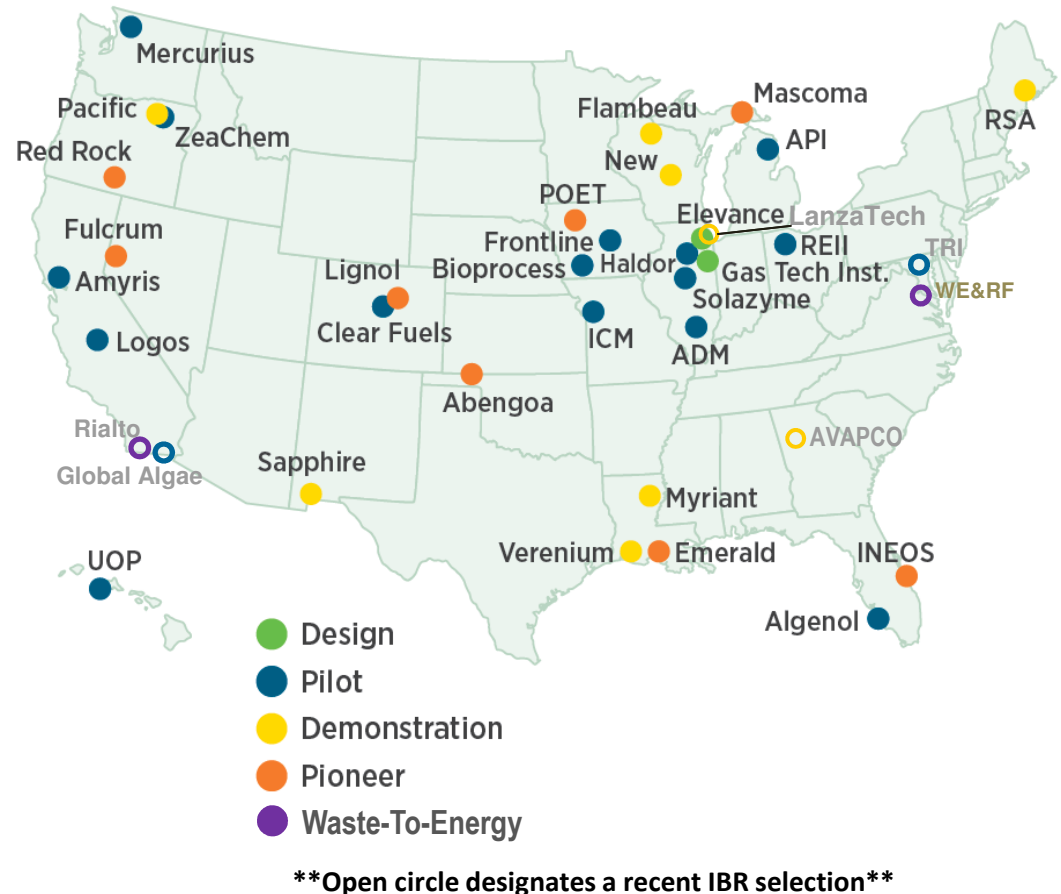 Mercurius
Pacific
ZeaChem
Red Rock
Fulcrum
Amyris
Logos
Rialto
Global Algae
Lignol
Clear Fuels
Abengoa
Sapphire
Flambeau
New
POET
Frontline
Bioprocess
Haldor
ICM
Mascoma
API
Elevance
LanzaTech
REII
Gas Tech Inst.
Solazyme
ADM
RSA
TRI
WE&RF
AVAPCO
Myriant
Verenium
Emerald
INEOS
Algenol
UOP
Design
Pilot
Demonstration
Pioneer
Waste-To-Energy
**Open circle designates a recent IBR selection**